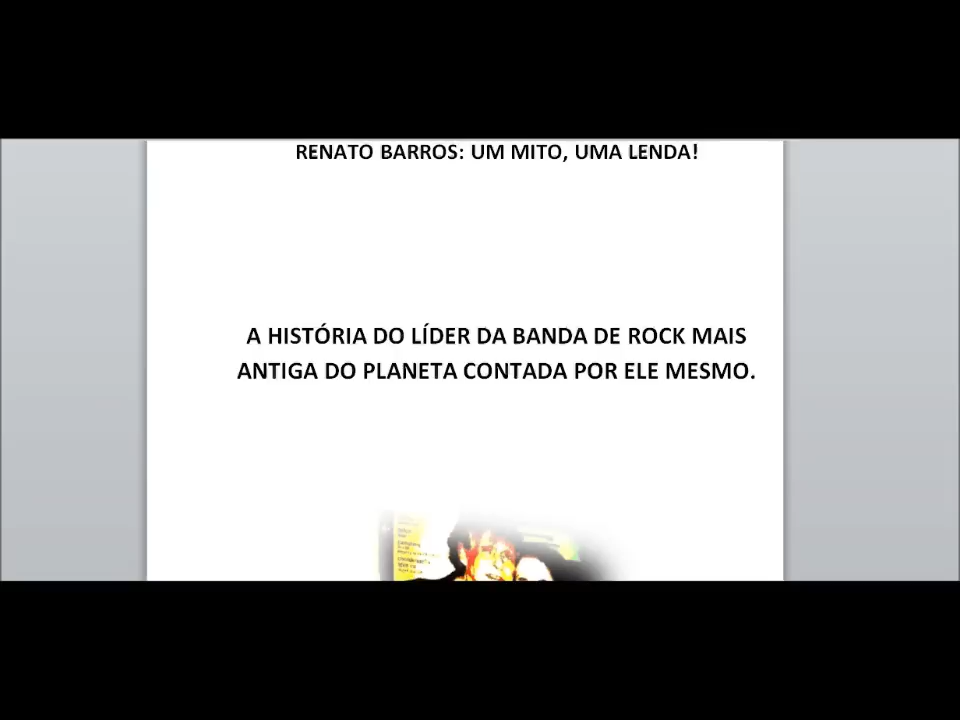 RENATO BARROS: UM MITO, UMA LENDA!
A HISTÓRIA DO LÍDER DA BANDA DE ROCK MAIS
ANTIGA DO PLANETA CONTADA POR ELE MESMO.